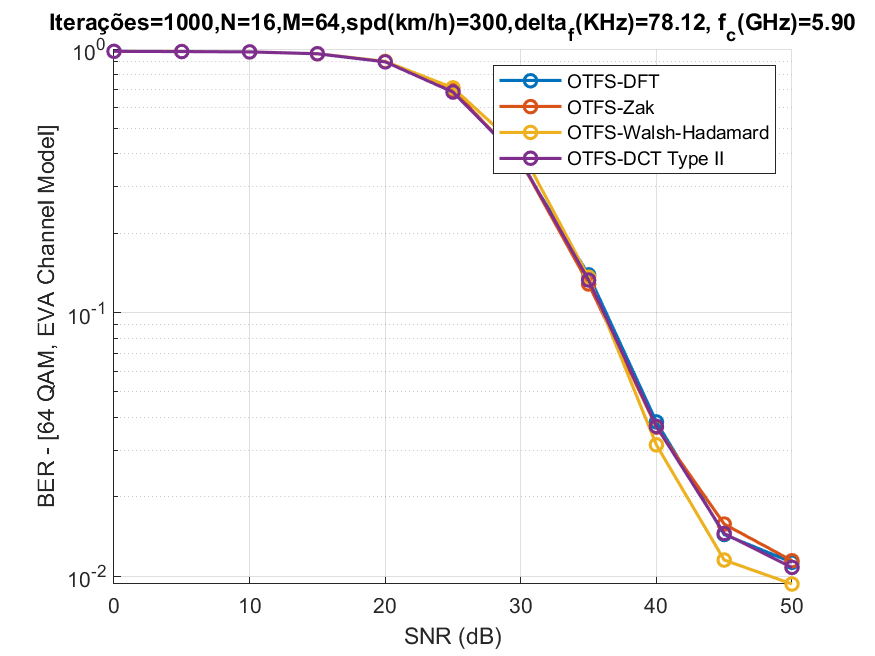 Iterações=1000,N=16,M=64,spd(km/h)=300,delta_f(KHz)=78.12, f_c(GHz)=5.90
10^0
OTFS-DFT
OTFS-Zak
OTFS-Walsh-Hadamard
OTFS-DCT Type II
BER - [64 QAM, EVA Channel Model]
10^-1
10^-2
0 10 20 30 40 50
SNR (dB)